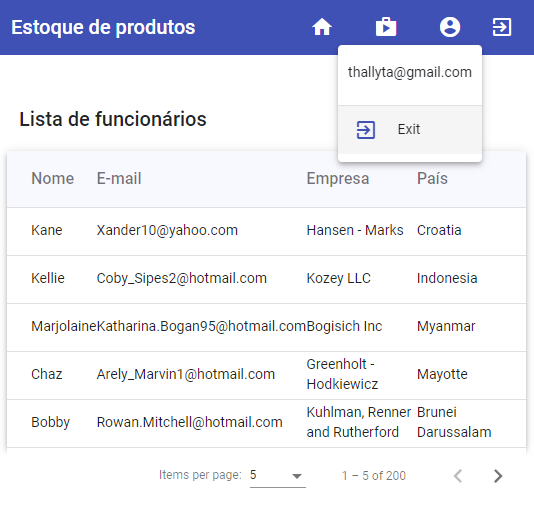 Estoque de produtos
thallyta@gmail.com
Exit
Lista de funcionários
Nome E-mail Empresa País
Kane Xander10@yahoo.com Hansen - Marks Croatia
Kellie Coby_Sipes2@hotmail.com Kozey LLC Indonesia
Marjolaine Katharina.Bogan95@hotmail.com Bogisich Inc Myanmar
Chaz Arely_Marvin1@hotmail.com Greenholt - Hodkiewicz Mayotte
Bobby Rowan.Mitchell@hotmail.com Kuhlman, Renner and Rutherford Brunei Darussalam
Items per page: 5 1 – 5 of 200